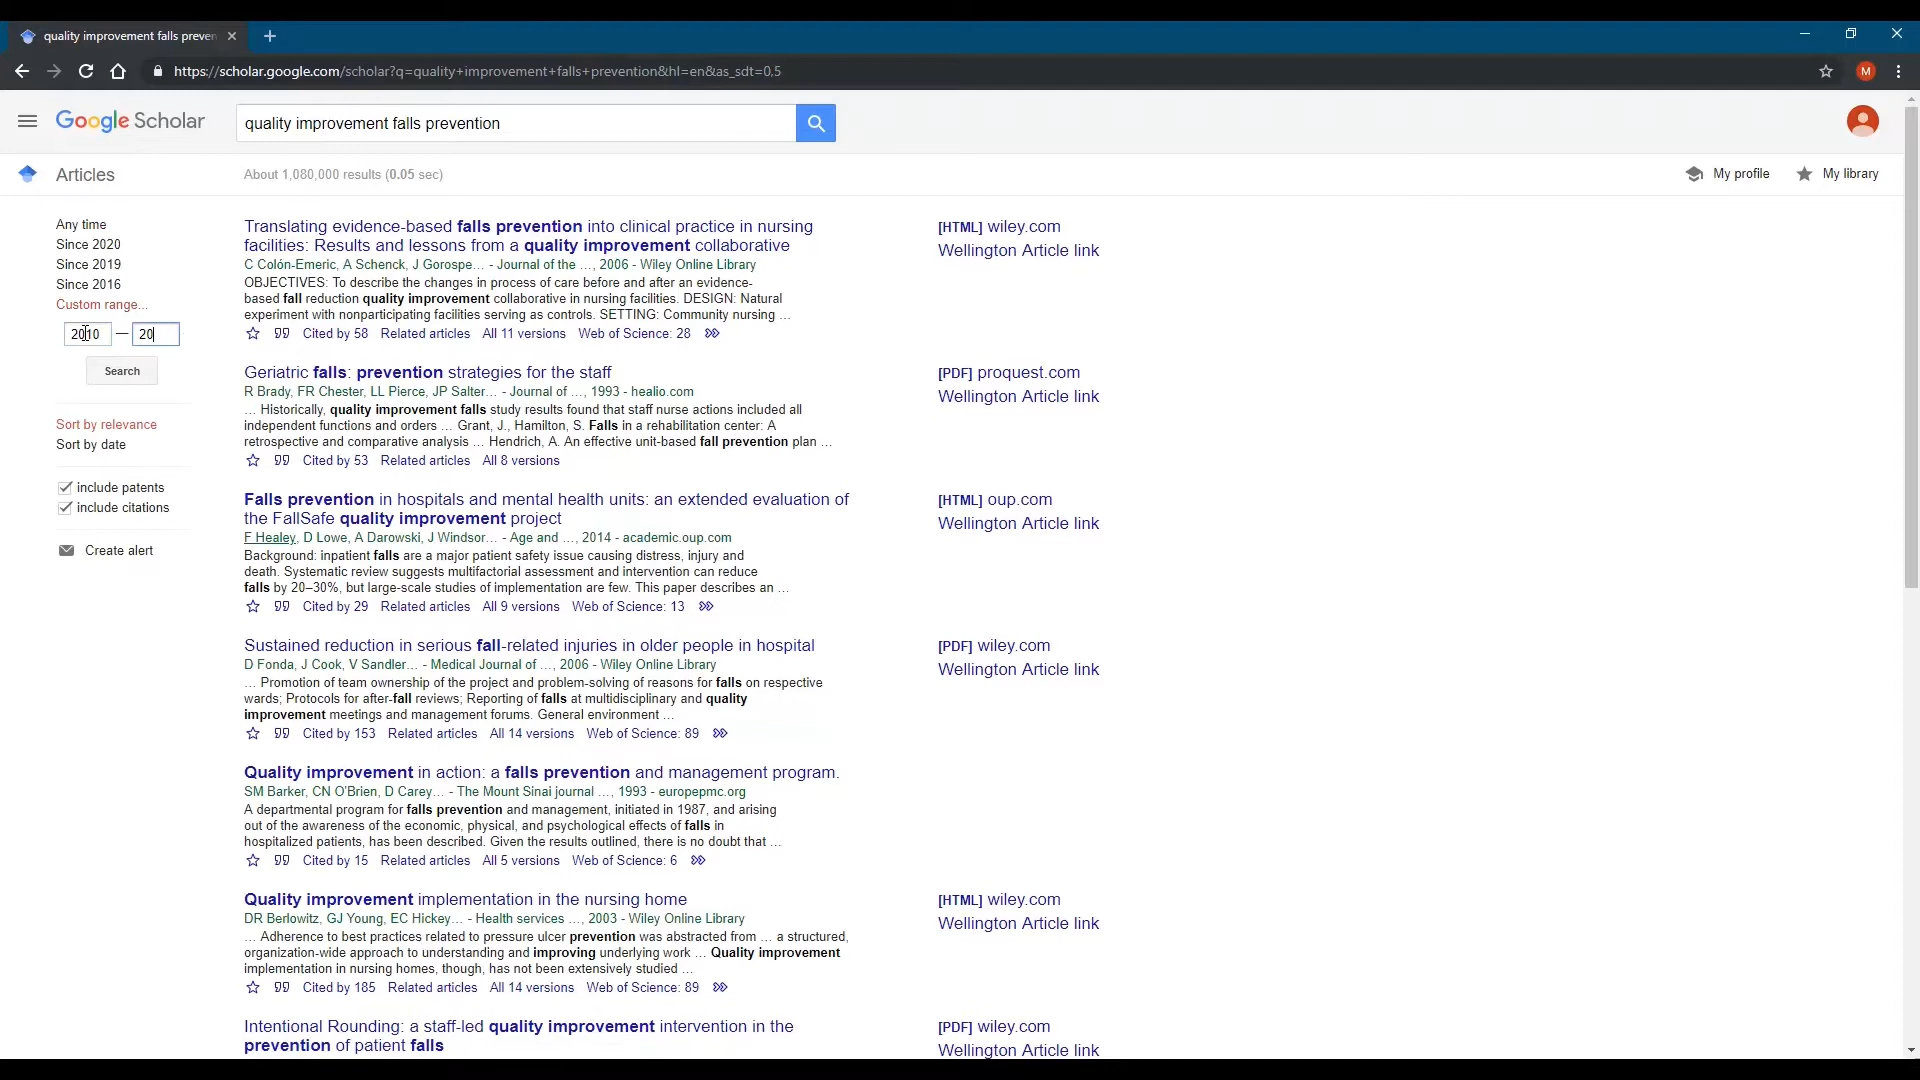 quality improvement falls preven
https://scholar.google.com/scholar?q=quality+improvement+falls+prevention&hl=en&as_sdt=0,5
M
Google Scholar
quality improvement falls prevention
Articles
About 1,080,000 results (0.05 sec)
My profile
My library
Any time
Since 2020
Since 2019
Since 2016
Custom range...
2010 — 20
Search
Sort by relevance
Sort by date
include patents
include citations
Create alert
Translating evidence-based falls prevention into clinical practice in nursing
facilities: Results and lessons from a quality improvement collaborative
C Colón-Emeric, A Schenck, J Gorospe… - Journal of the …, 2006 - Wiley Online Library
OBJECTIVES: To describe the changes in process of care before and after an evidence-
based fall reduction quality improvement collaborative in nursing facilities. DESIGN: Natural
experiment with nonparticipating facilities serving as controls. SETTING: Community nursing …
Cited by 58 Related articles All 11 versions Web of Science: 28
[HTML] wiley.com
Wellington Article link
Geriatric falls: prevention strategies for the staff
R Brady, FR Chester, LL Pierce, JP Salter… - Journal of …, 1993 - healio.com
… Historically, quality improvement falls study results found that staff nurse actions included all
independent functions and orders … Grant, J., Hamilton, S. Falls in a rehabilitation center: A
retrospective and comparative analysis … Hendrich, A. An effective unit-based fall prevention plan …
Cited by 53 Related articles All 8 versions
[PDF] proquest.com
Wellington Article link
Falls prevention in hospitals and mental health units: an extended evaluation of
the FallSafe quality improvement project
F Healey, D Lowe, A Darowski, J Windsor… - Age and …, 2014 - academic.oup.com
Background: inpatient falls are a major patient safety issue causing distress, injury and
death. Systematic review suggests multifactorial assessment and intervention can reduce
falls by 20–30%, but large-scale studies of implementation are few. This paper describes an …
Cited by 29 Related articles All 9 versions Web of Science: 13
[HTML] oup.com
Wellington Article link
Sustained reduction in serious fall-related injuries in older people in hospital
D Fonda, J Cook, V Sandler… - Medical Journal of …, 2006 - Wiley Online Library
… Promotion of team ownership of the project and problem-solving of reasons for falls on respective
wards; Protocols for after-fall reviews; Reporting of falls at multidisciplinary and quality
improvement meetings and management forums. General environment …
Cited by 153 Related articles All 14 versions Web of Science: 89
[PDF] wiley.com
Wellington Article link
Quality improvement in action: a falls prevention and management program.
SM Barker, CN O'Brien, D Carey… - The Mount Sinai journal …, 1993 - europepmc.org
A departmental program for falls prevention and management, initiated in 1987, and arising
out of the awareness of the economic, physical, and psychological effects of falls in
hospitalized patients, has been described. Given the results outlined, there is no doubt that …
Cited by 15 Related articles All 5 versions Web of Science: 6
Quality improvement implementation in the nursing home
DR Berlowitz, GJ Young, EC Hickey… - Health services …, 2003 - Wiley Online Library
… Adherence to best practices related to pressure ulcer prevention was abstracted from … a structured,
organization-wide approach to understanding and improving underlying work … Quality improvement
implementation in nursing homes, though, has not been extensively studied …
Cited by 185 Related articles All 14 versions Web of Science: 89
[HTML] wiley.com
Wellington Article link
Intentional Rounding: a staff-led quality improvement intervention in the
prevention of patient falls
[PDF] wiley.com
Wellington Article link